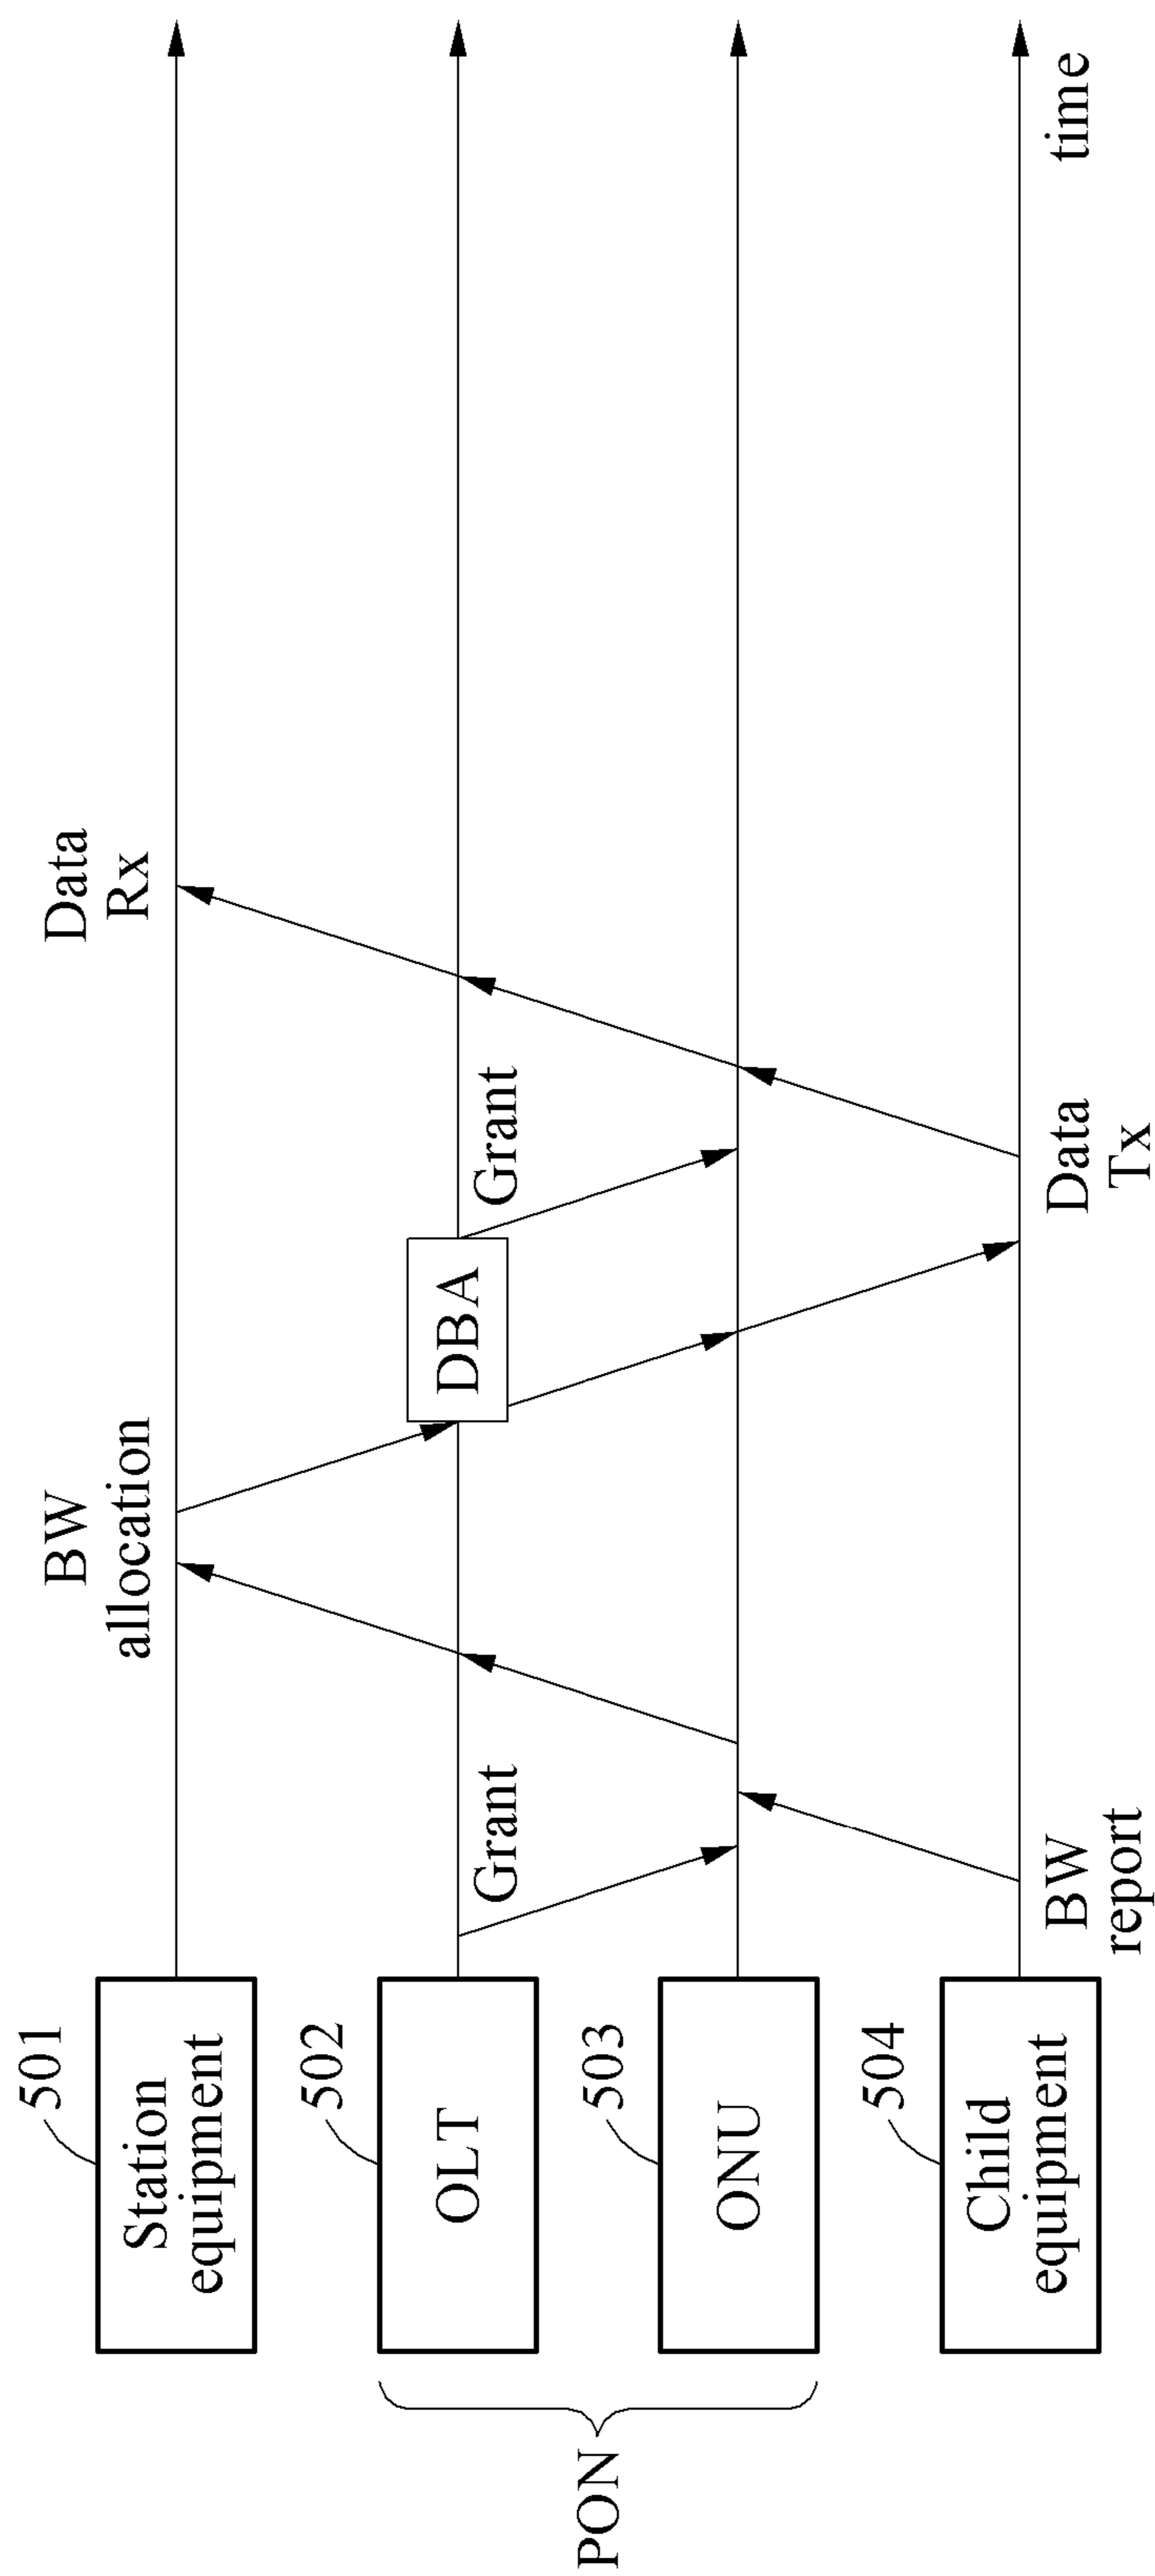 501
Station
equipment
BW
allocation
Data
Rx
502
OLT
Grant
DBA
Grant
PON
503
ONU
504
Child
equipment
BW
report
Data
Tx
time